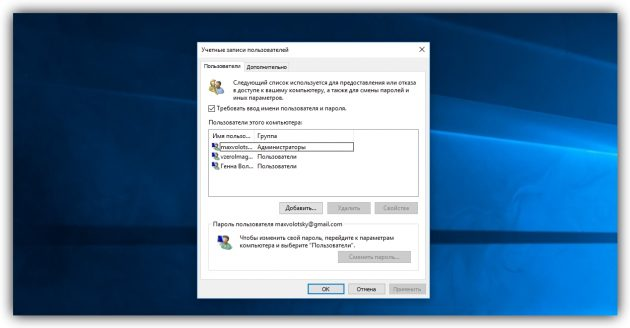 Учетные записи пользователей
Пользователи Дополнительно
Следующий список используется для предоставления или отказа
в доступе к вашему компьютеру, а также для смены паролей и
иных параметров.
Требовать ввод имени пользователя и пароля.
Пользователи этого компьютера:
Имя пользо... Группа
maxvolots... Администраторы
vzerolmag... Пользователи
Генна Вол... Пользователи
Добавить... Удалить Свойства
Пароль пользователя maxvolotsky@gmail.com
Чтобы изменить свой пароль, перейдите к параметрам
компьютера и выберите "Пользователи".
Сменить пароль...
ОК Отмена Применить